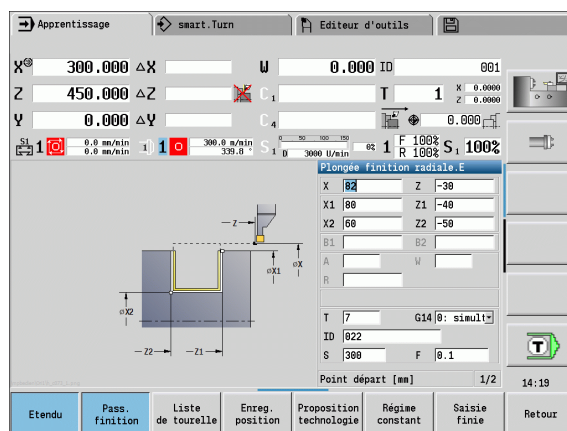 Apprentissage smart.Turn Editeur d'outils
X 300.000 ΔX W 0.000 ID 001
Z 450.000 ΔZ C 1 T 1 X 0.0000
Z 0.0000
Y 0.000 ΔY C 4 0.000
S1 1 0.0 mm/min 0.0 mm/min 1 300.0 m/min 339.8 ° S 1 0 50 100 150 0% D 3000 U/min 1 F 100% R 100% S 1 100%
Plongée finition radiale.E
X 82 Z -30
X1 80 Z1 -40
X2 60 Z2 -50
B1 B2
A W
R
T 7 G14 0: simult
ID 022
S 300 F 0.1
Point départ [mm] 1/2
Z
øX
øX1
øX2
Z2 Z1
T
14:19
Etendu
Pass. finition
Liste de tourelle
Enreg. position
Proposition technologie
Régime constant
Saisie finie
Retour